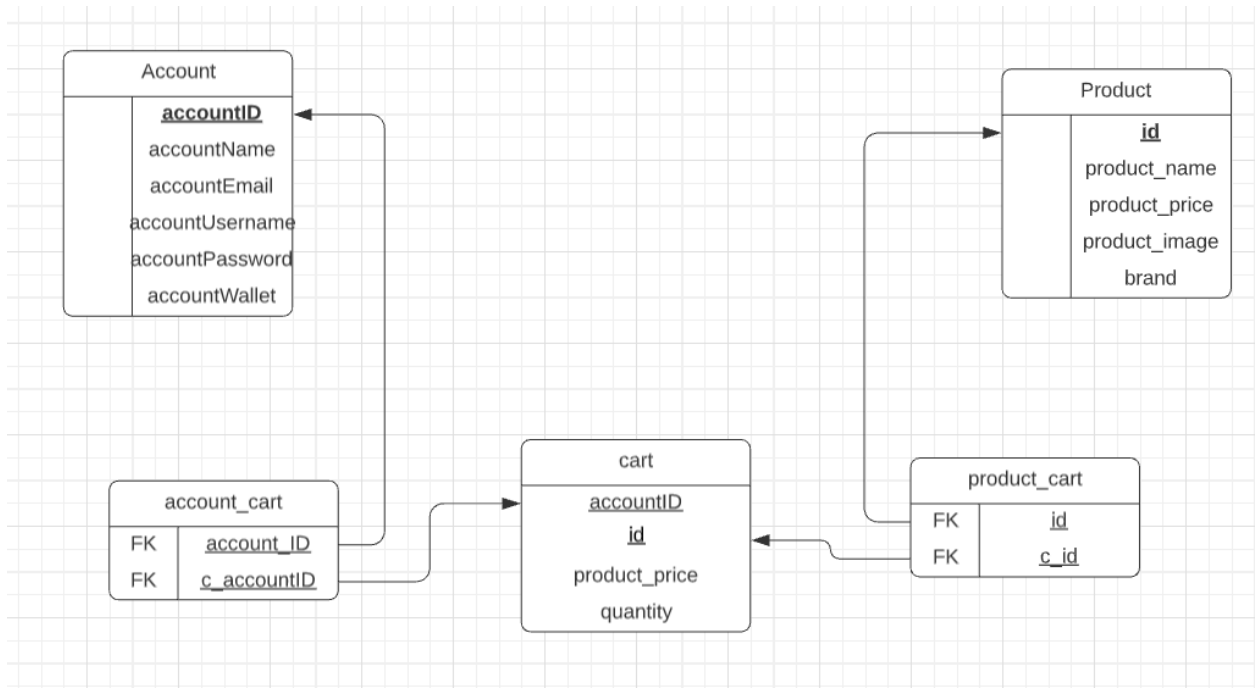 Account
accountID
accountName
accountEmail
accountUsername
accountPassword
accountWallet
Product
id
product_name
product_price
product_image
brand
account_cart
FK account_ID
FK c_accountID
cart
accountID
id
product_price
quantity
product_cart
FK id
FK c_id